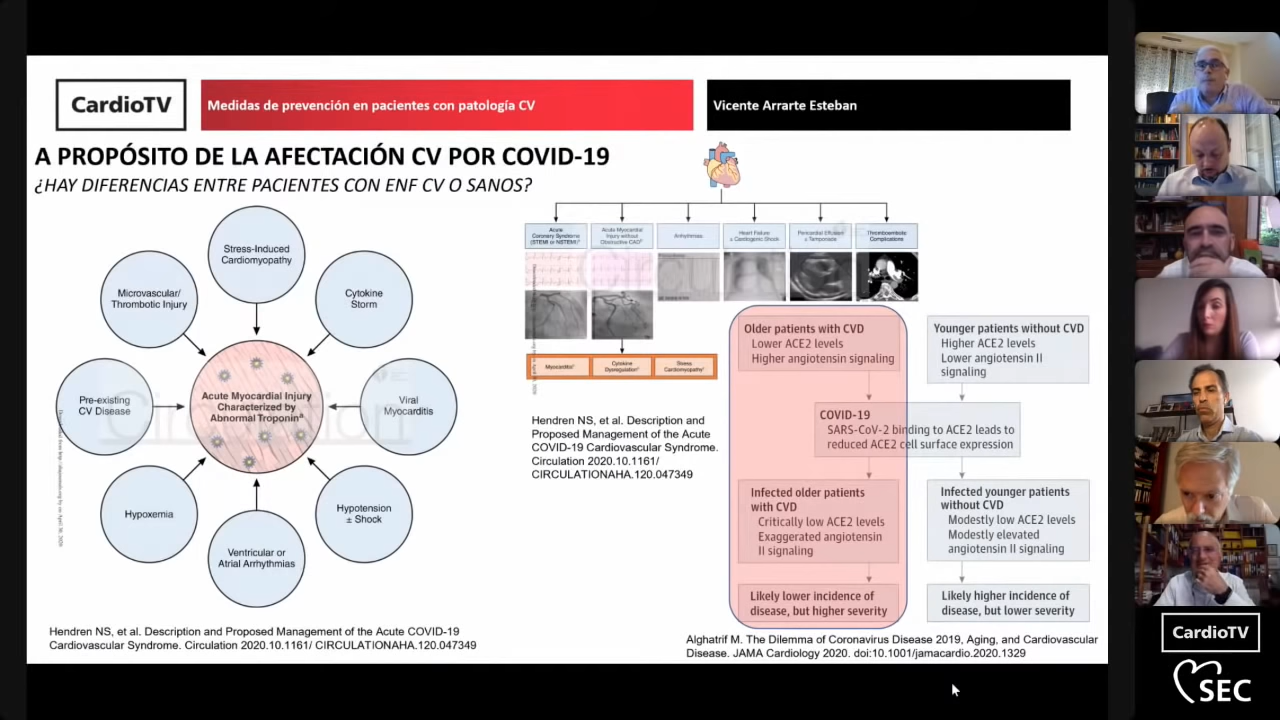 CardioTV
Medidas de prevención en pacientes con patología CV
Vicente Arrarte Esteban
A PROPÓSITO DE LA AFECTACIÓN CV POR COVID-19
¿HAY DIFERENCIAS ENTRE PACIENTES CON ENF CV O SANOS?
Stress-Induced
Cardiomyopathy
Cytokine
Storm
Viral
Myocarditis
Hypotension
± Shock
Ventricular or
Atrial Arrhythmias
Hypoxemia
Pre-existing
CV Disease
Microvascular/
Thrombotic Injury
Acute Myocardial Injury
Characterized by
Abnormal Troponin
Circulation
Hendren NS, et al. Description and Proposed Management of the Acute COVID-19
Cardiovascular Syndrome. Circulation 2020.10.1161/ CIRCULATIONAHA.120.047349
Acute
Coronary Syndrome
(STEMI or NSTEMI)
Acute Myocardial
Injury without
Obstructive CAD
Arrhythmias
Heart Failure
± Cardiogenic Shock
Pericardial Effusion
± Tamponade
Thromboembolic
Complications
Myocarditis
Cytokine
Dysregulation
Stress
Cardiomyopathy
Hendren NS, et al. Description and
Proposed Management of the Acute
COVID-19 Cardiovascular Syndrome.
Circulation 2020.10.1161/
CIRCULATIONAHA.120.047349
Older patients with CVD
Lower ACE2 levels
Higher angiotensin signaling
Younger patients without CVD
Higher ACE2 levels
Lower angiotensin II
signaling
COVID-19
SARS-CoV-2 binding to ACE2 leads to
reduced ACE2 cell surface expression
Infected older patients
with CVD
Critically low ACE2 levels
Exaggerated angiotensin
II signaling
Infected younger patients
without CVD
Modestly low ACE2 levels
Modestly elevated
angiotensin II signaling
Likely lower incidence of
disease, but higher severity
Likely higher incidence of
disease, but lower severity
Alghatrif M. The Dilemma of Coronavirus Disease 2019, Aging, and Cardiovascular
Disease. JAMA Cardiology 2020. doi:10.1001/jamacardio.2020.1329
CardioTV
SEC